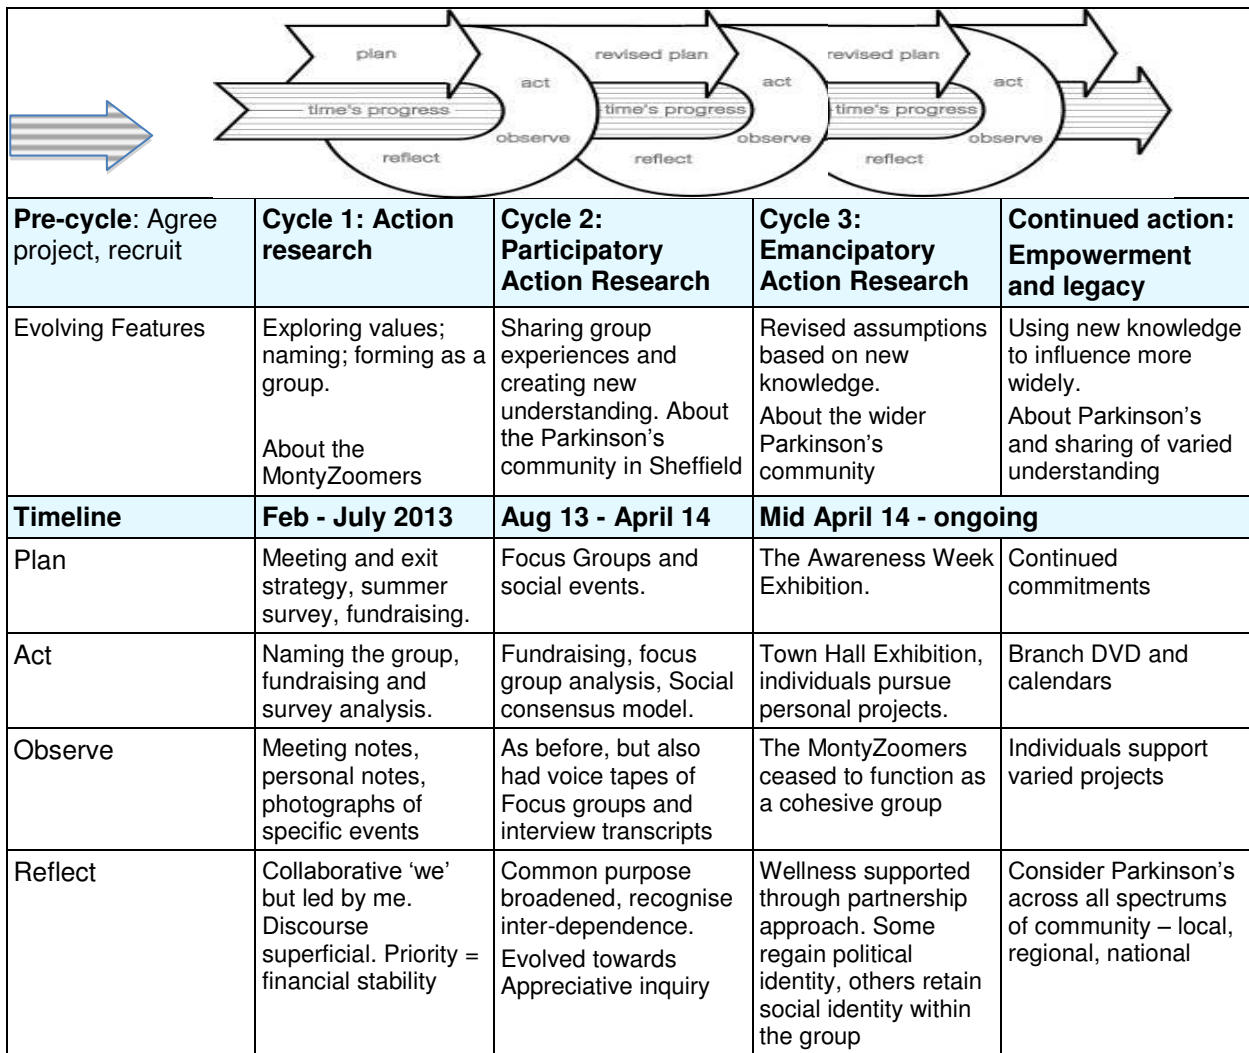 plan
revised plan
revised plan
act
act
act
time's progress
time's progress
time's progress
observe
observe
observe
reflect
reflect
reflect
Pre-cycle: Agree
project, recruit
Cycle 1: Action
research
Cycle 2:
Participatory
Action Research
Cycle 3:
Emancipatory
Action Research
Continued action:
Empowerment
and legacy
Evolving Features
Exploring values;
naming; forming as a
group.
About the
MontyZoomers
Sharing group
experiences and
creating new
understanding. About
the Parkinson's
community in Sheffield
Revised assumptions
based on new
knowledge.
About the wider
Parkinson's
community
Using new knowledge
to influence more
widely.
About Parkinson's
and sharing of varied
understanding
Timeline
Feb - July 2013
Aug 13 - April 14
Mid April 14 - ongoing
Plan
Meeting and exit
strategy, summer
survey, fundraising.
Focus Groups and
social events.
The Awareness Week
Exhibition.
Continued
commitments
Act
Naming the group,
fundraising and
survey analysis.
Fundraising, focus
group analysis, Social
consensus model.
Town Hall Exhibition,
individuals pursue
personal projects.
Branch DVD and
calendars
Observe
Meeting notes,
personal notes,
photographs of
specific events
As before, but also
had voice tapes of
Focus groups and
interview transcripts
The MontyZoomers
ceased to function as
a cohesive group
Individuals support
varied projects
Reflect
Collaborative 'we'
but led by me.
Discourse
superficial. Priority =
financial stability
Common purpose
broadened, recognise
inter-dependence.
Evolved towards
Appreciative inquiry
Wellness supported
through partnership
approach. Some
regain political
identity, others retain
social identity within
the group
Consider Parkinson's
across all spectrums
of community – local,
regional, national